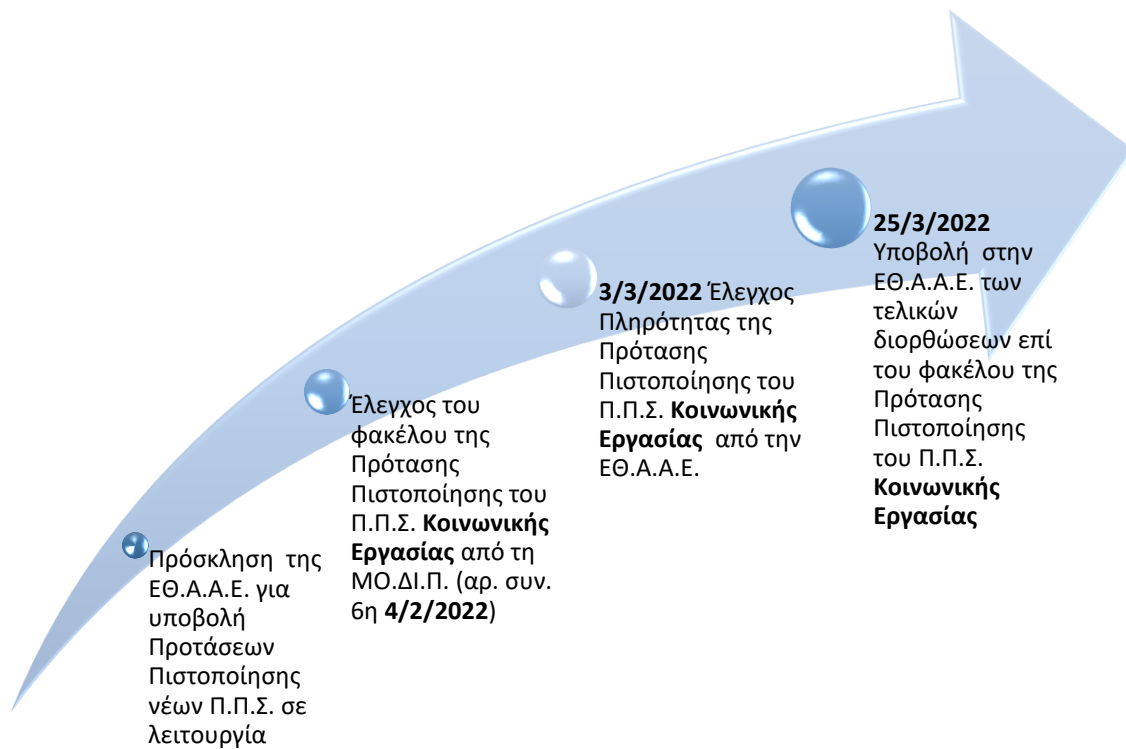 Πρόσκληση της
ΕΘ.Α.Α.Ε. για
υποβολή
Προτάσεων
Πιστοποίησης
νέων Π.Π.Σ. σε
λειτουργία
Έλεγχος του
φακέλου της
Πρότασης
Πιστοποίησης του
Π.Π.Σ. Κοινωνικής
Εργασίας από τη
ΜΟ.ΔΙ.Π. (αρ. συν.
6η 4/2/2022)
3/3/2022 Έλεγχος
Πληρότητας της
Πρότασης
Πιστοποίησης του
Π.Π.Σ. Κοινωνικής
Εργασίας από την
ΕΘ.Α.Α.Ε.
25/3/2022
Υποβολή στην
ΕΘ.Α.Α.Ε. των
τελικών
διορθώσεων επί
του φακέλου της
Πρότασης
Πιστοποίησης
του Π.Π.Σ.
Κοινωνικής
Εργασίας